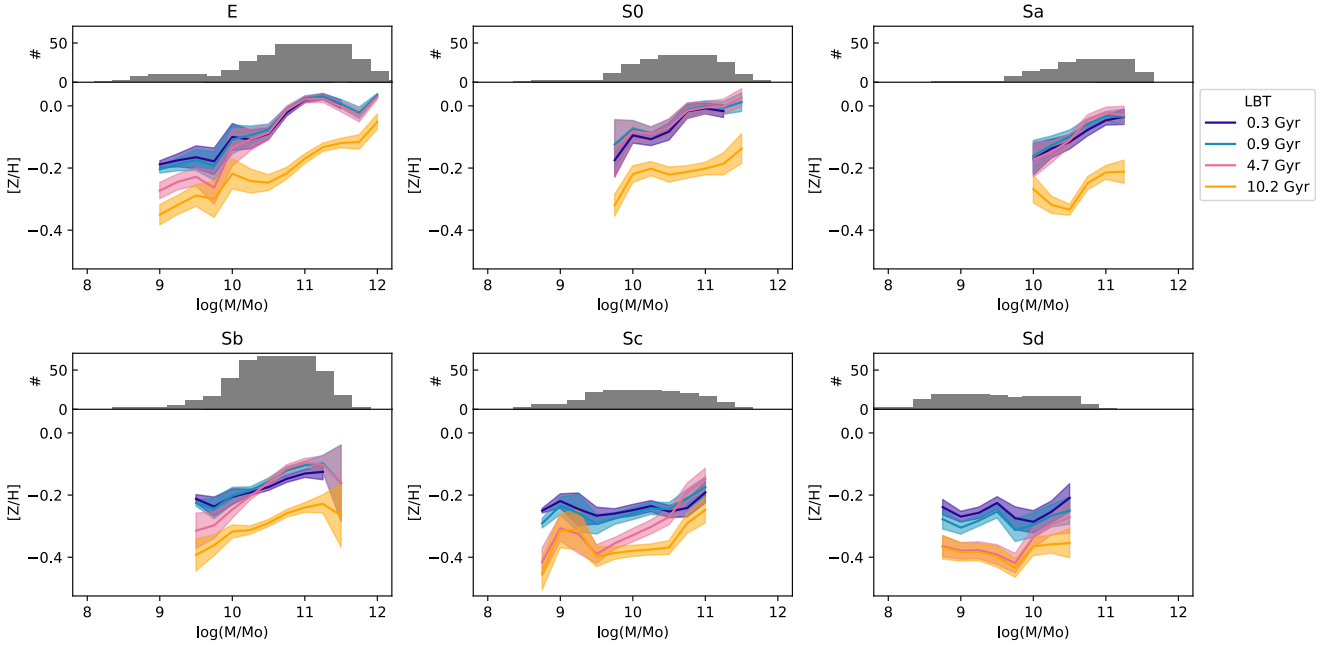 E
S0
Sa
#
50
0
#
50
0
#
50
0
[Z/H]
0.0
−0.2
−0.4
[Z/H]
0.0
−0.2
−0.4
[Z/H]
0.0
−0.2
−0.4
LBT
0.3 Gyr
0.9 Gyr
4.7 Gyr
10.2 Gyr
8 9 10 11 12
8 9 10 11 12
8 9 10 11 12
log(M/Mo)
log(M/Mo)
log(M/Mo)
Sb
Sc
Sd
#
50
0
#
50
0
#
50
0
[Z/H]
0.0
−0.2
−0.4
[Z/H]
0.0
−0.2
−0.4
[Z/H]
0.0
−0.2
−0.4
8 9 10 11 12
8 9 10 11 12
8 9 10 11 12
log(M/Mo)
log(M/Mo)
log(M/Mo)